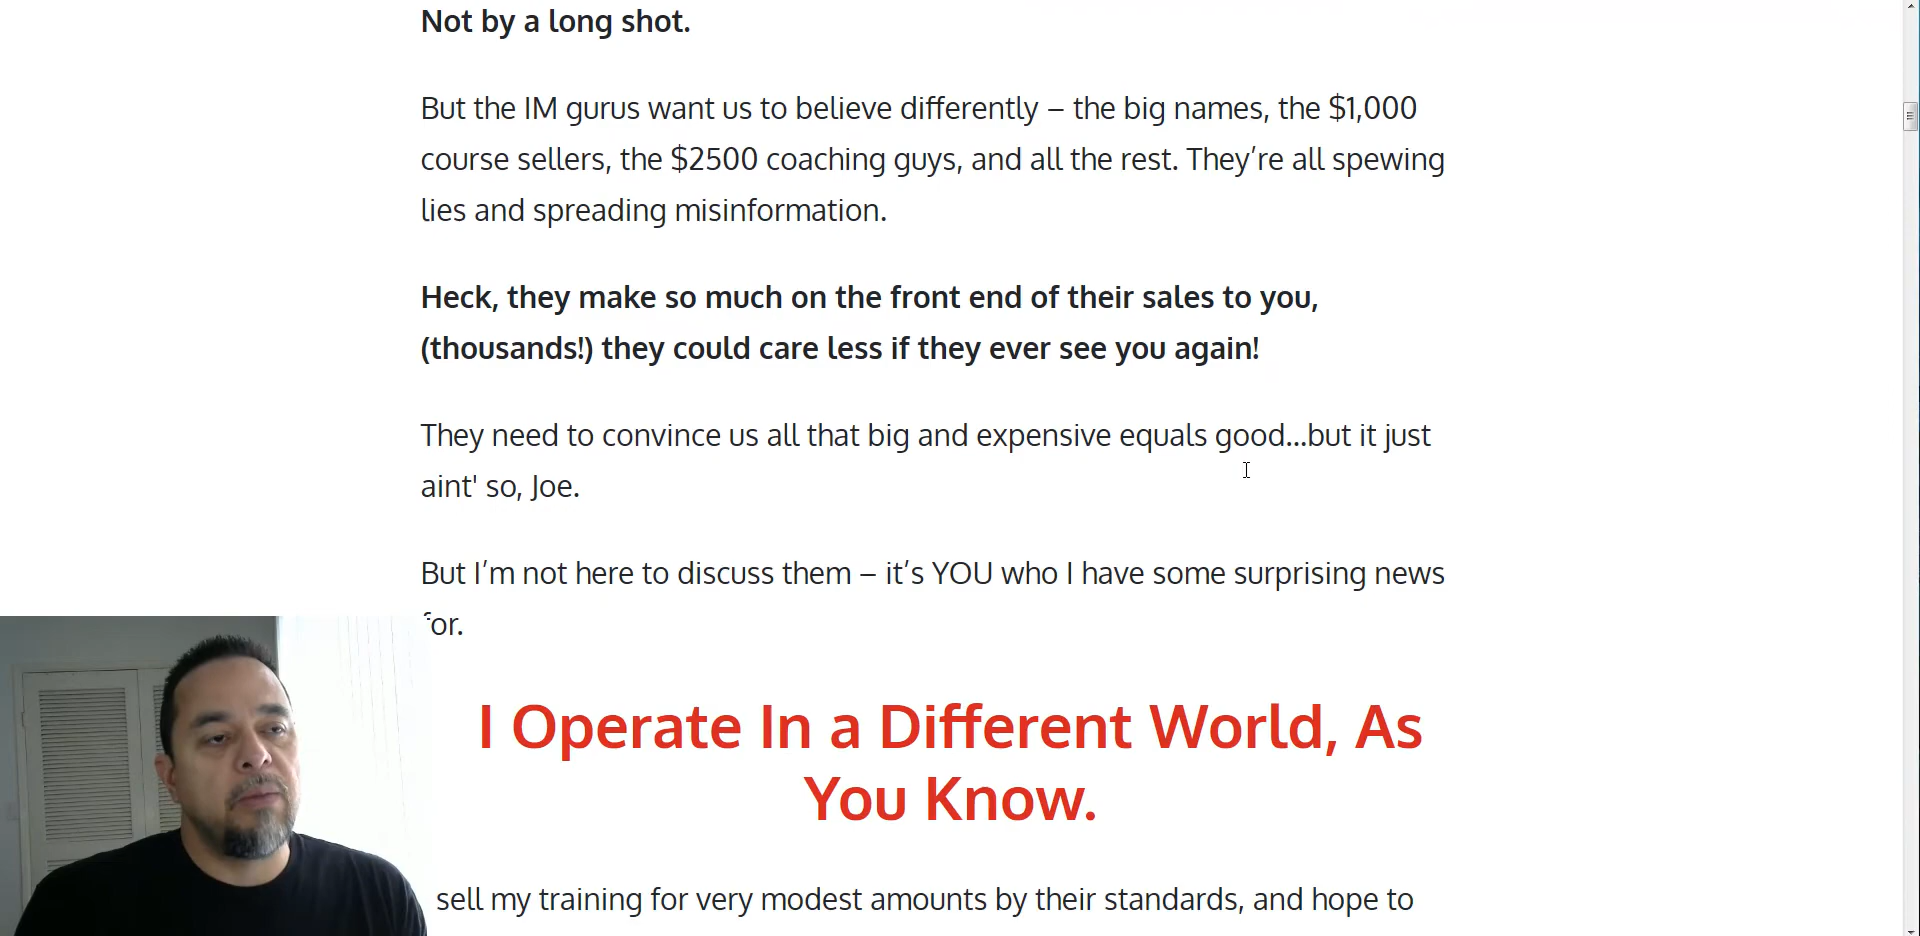 Not by a long shot.
But the IM gurus want us to believe differently – the big names, the $1,000
course sellers, the $2500 coaching guys, and all the rest. They’re all spewing
lies and spreading misinformation.
Heck, they make so much on the front end of their sales to you,
(thousands!) they could care less if they ever see you again!
They need to convince us all that big and expensive equals good...but it just
aint' so, Joe.
But I’m not here to discuss them – it’s YOU who I have some surprising news
for.
I Operate In a Different World, As
You Know.
sell my training for very modest amounts by their standards, and hope to